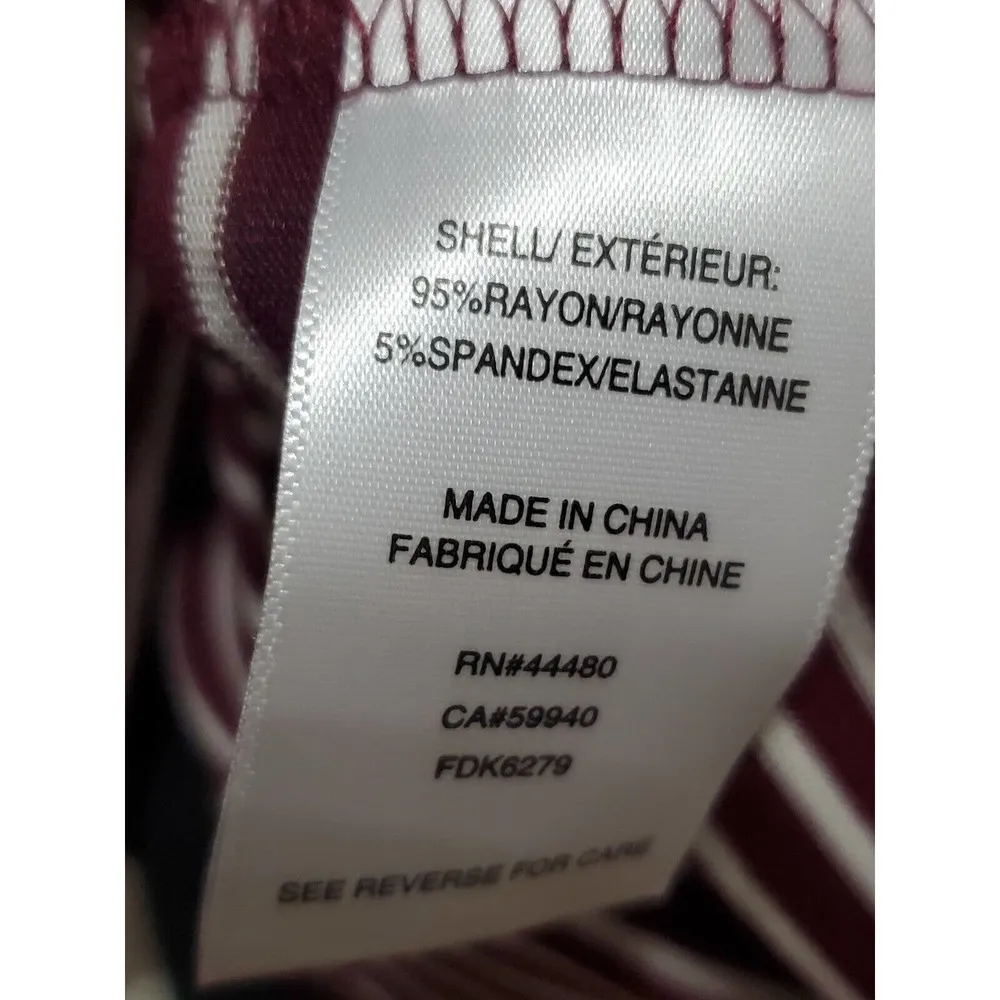 SHELL/ EXTÉRIEUR:
95%RAYON/RAYONNE
5%SPANDEX/ELASTANNE
MADE IN CHINA
FABRIQUÉ EN CHINE
RN#44480
CA#59940
FDK6279
SEE REVERSE FOR CARE